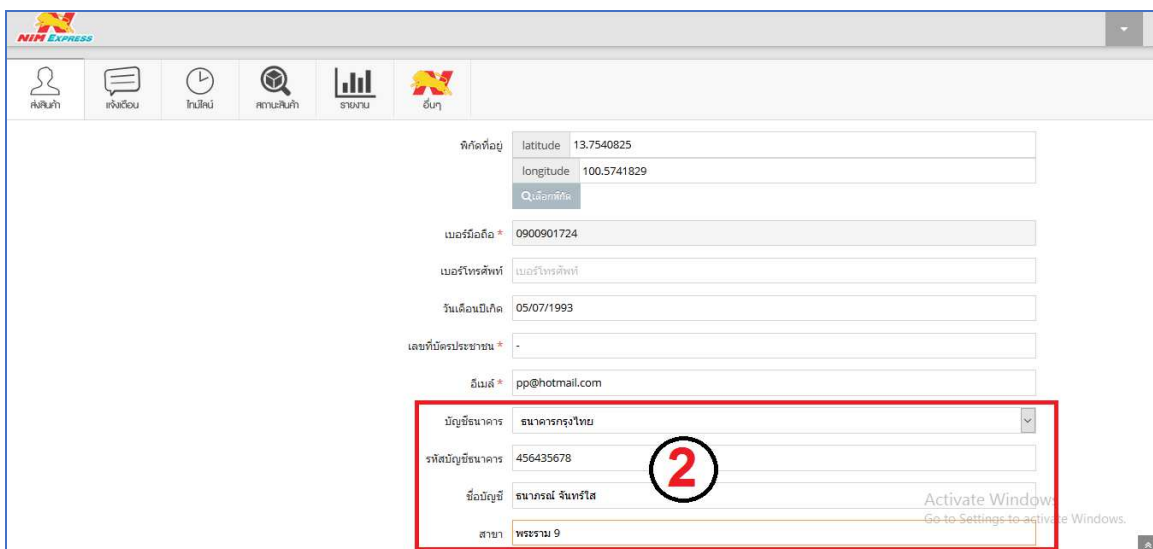 NIM EXPRESS
ส่งสินค้า
แจ้งเตือน
ไทม์ไลน์
สถานะสินค้า
รายงาน
อื่นๆ
พิกัดที่อยู่ latitude 13.7540825
longitude 100.5741829
เลือกพิกัด
เบอร์มือถือ * 0900901724
เบอร์โทรศัพท์ เบอร์โทรศัพท์
วันเดือนปีเกิด 05/07/1993
เลขที่บัตรประชาชน * -
อีเมล์ * pp@hotmail.com
บัญชีธนาคาร ธนาคารกรุงไทย
รหัสบัญชีธนาคาร 456435678
2
ชื่อบัญชี ธนาภรณ์ จันทร์ใส
Activate Windows
Go to Settings to activate Windows.
สาขา พระราม 9